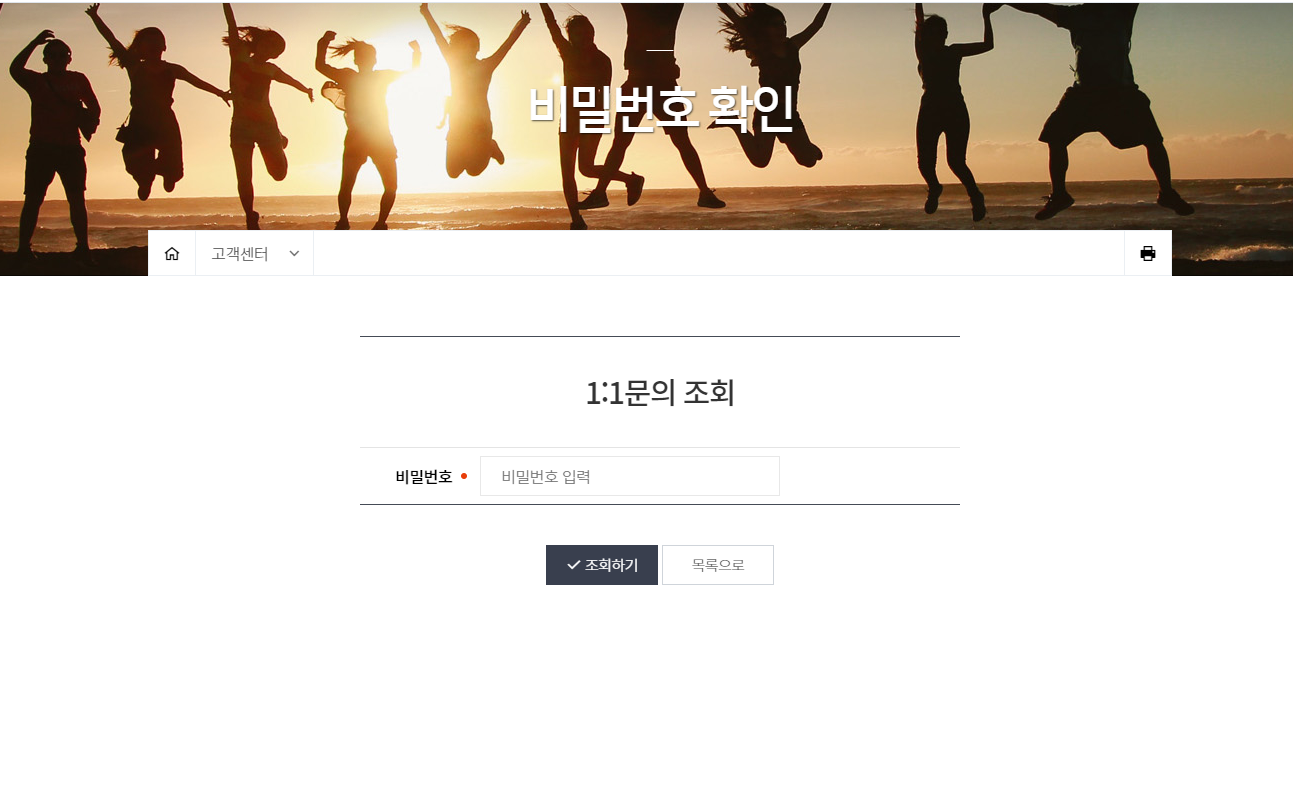 비밀번호 확인
고객센터
1:1문의 조회
비밀번호
비밀번호 입력
조회하기
목록으로